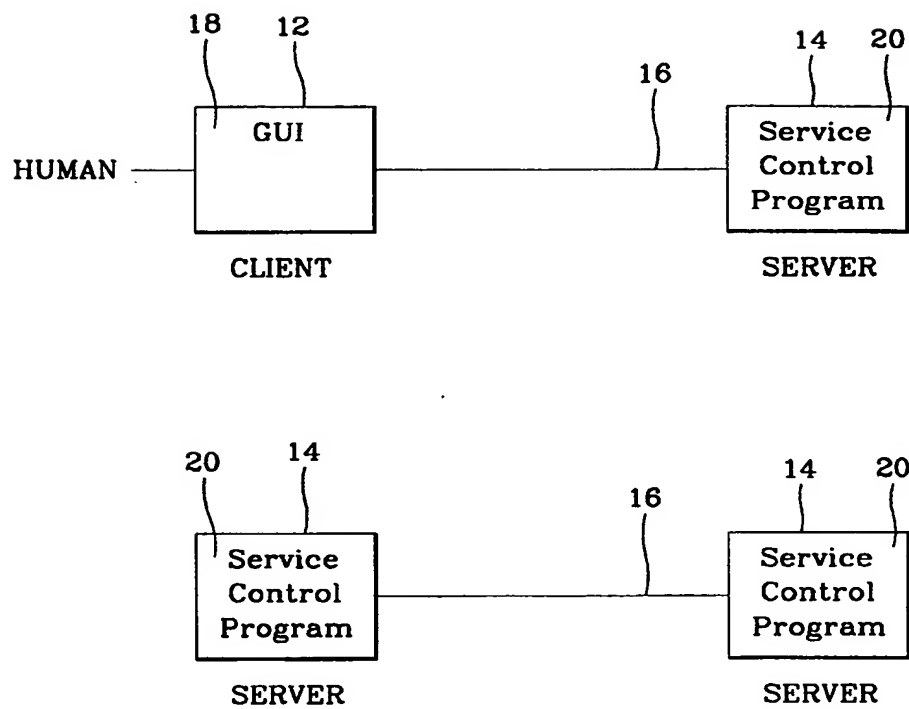 18 12 14 20
16
GUI
Service
Control
Program
HUMAN
CLIENT SERVER
20 14 14 20
16
Service Service
Control Control
Program Program
SERVER SERVER